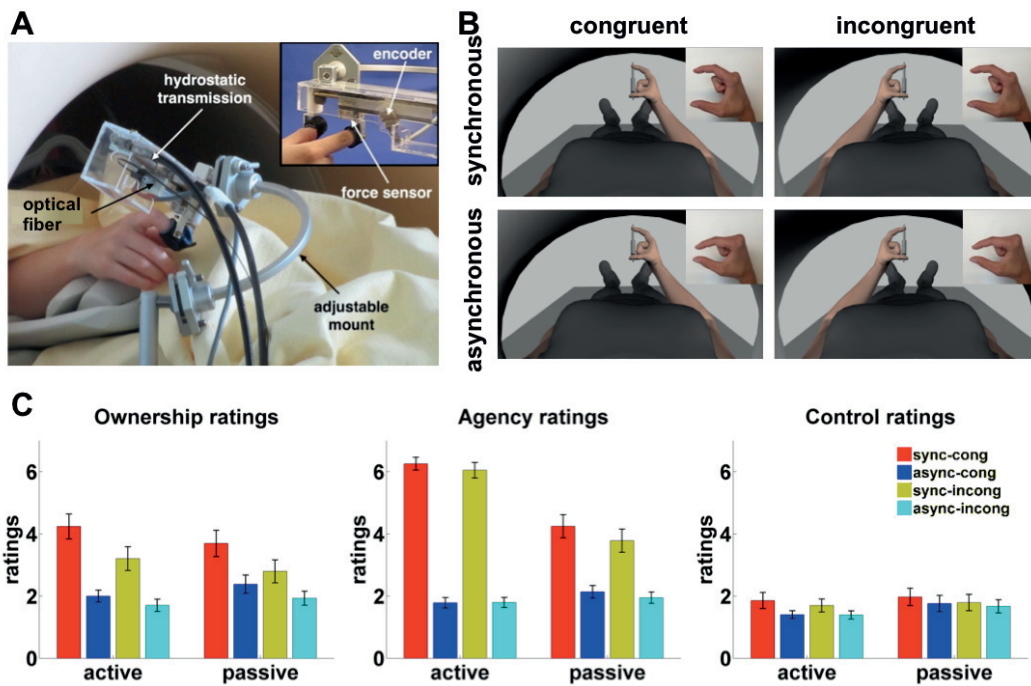 A
hydrostatic
transmission
encoder
force sensor
optical
fiber
adjustable
mount
B
congruent
incongruent
synchronous
asynchronous
C
Ownership ratings
ratings
6
4
2
0
active
passive
Agency ratings
ratings
6
4
2
0
active
passive
Control ratings
ratings
6
4
2
0
active
passive
sync-cong
async-cong
sync-incong
async-incong